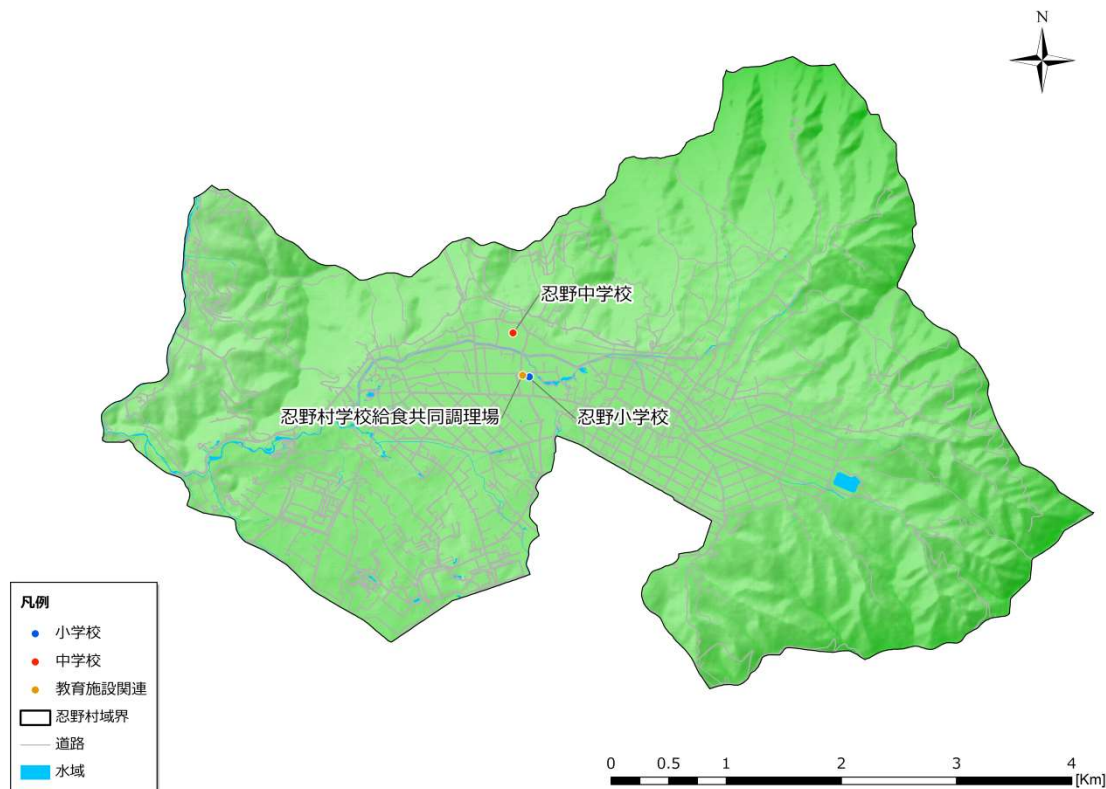 N
忍野中学校
忍野村学校給食共同調理場
忍野小学校
凡例
小学校
中学校
教育施設関連
忍野村域界
道路
水域
0 0.5 1 2 3 4
[Km]